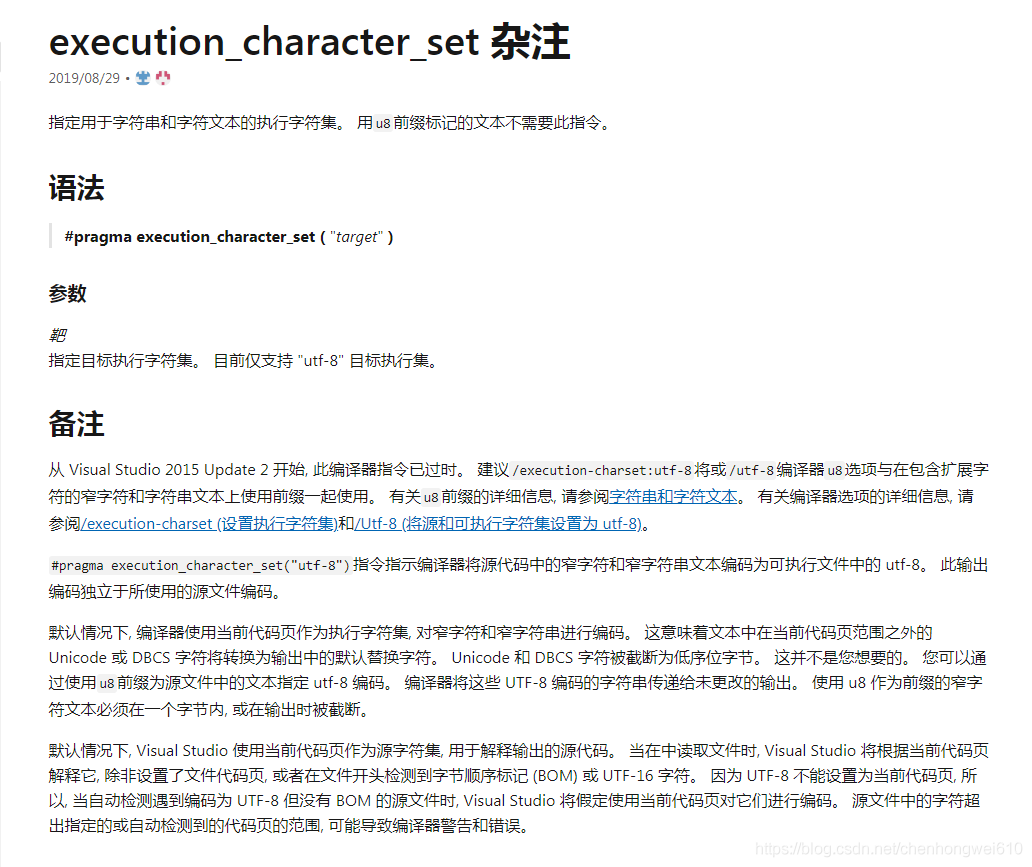 execution_character_set 杂注
2019/08/29 •
指定用于字符串和字符文本的执行字符集。 用 u8 前缀标记的文本不需要此指令。
语法
#pragma execution_character_set ( "target" )
参数
靶
指定目标执行字符集。 目前仅支持 "utf-8" 目标执行集。
备注
从 Visual Studio 2015 Update 2 开始, 此编译器指令已过时。 建议 /execution-charset:utf-8 将或 /utf-8 编译器 u8 选项与在包含扩展字
符的窄字符和字符串文本上使用前缀一起使用。 有关 u8 前缀的详细信息, 请参阅字符串和字符文本。 有关编译器选项的详细信息, 请
参阅/execution-charset (设置执行字符集)和/Utf-8 (将源和可执行字符集设置为 utf-8)。
#pragma execution_character_set("utf-8") 指令指示编译器将源代码中的窄字符和窄字符串文本编码为可执行文件中的 utf-8。 此输出
编码独立于所使用的源文件编码。
默认情况下, 编译器使用当前代码页作为执行字符集, 对窄字符和窄字符串进行编码。 这意味着文本中在当前代码页范围之外的
Unicode 或 DBCS 字符将转换为输出中的默认替换字符。 Unicode 和 DBCS 字符被截断为低序位字节。 这并不是您想要的。 您可以通
过使用 u8 前缀为源文件中的文本指定 utf-8 编码。 编译器将这些 UTF-8 编码的字符串传递给未更改的输出。 使用 u8 作为前缀的窄字
符文本必须在一个字节内, 或在输出时被截断。
默认情况下, Visual Studio 使用当前代码页作为源字符集, 用于解释输出的源代码。 当在中读取文件时, Visual Studio 将根据当前代码页
解释它, 除非设置了文件代码页, 或者在文件开头检测到字节顺序标记 (BOM) 或 UTF-16 字符。 因为 UTF-8 不能设置为当前代码页, 所
以, 当自动检测遇到编码为 UTF-8 但没有 BOM 的源文件时, Visual Studio 将假定使用当前代码页对它们进行编码。 源文件中的字符超
出指定的或自动检测到的代码页的范围, 可能导致编译器警告和错误。
https://blog.csdn.net/chenhongwei610